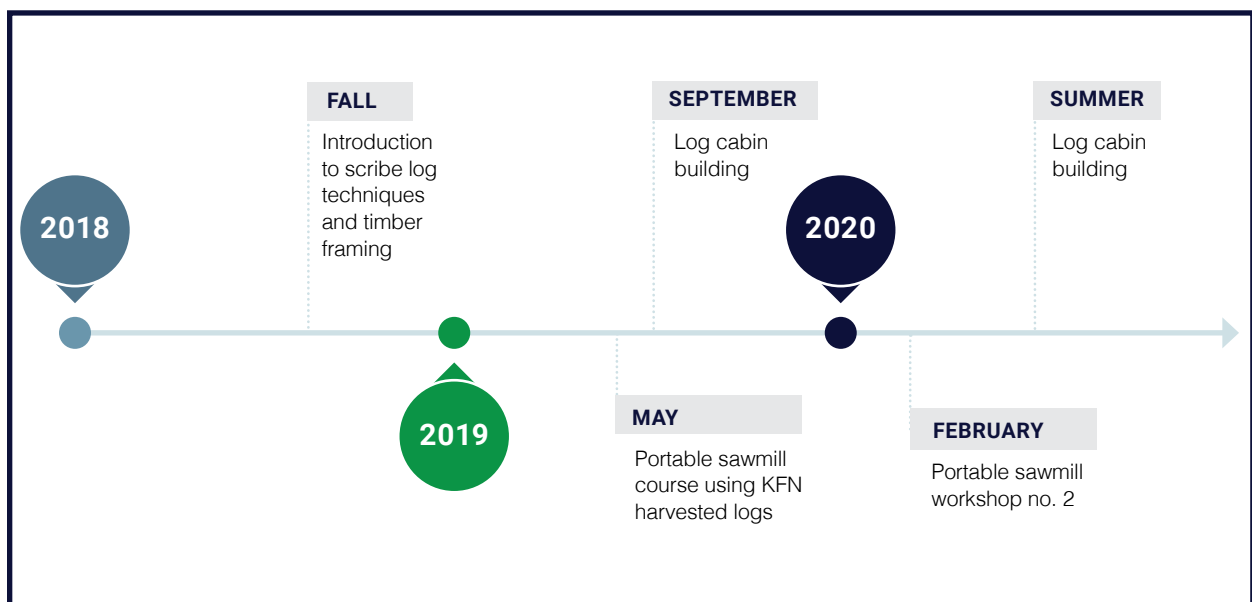 2018
FALL
Introduction
to scribe log
techniques
and timber
framing
2019
MAY
Portable sawmill
course using KFN
harvested logs
SEPTEMBER
Log cabin
building
2020
FEBRUARY
Portable sawmill
workshop no. 2
SUMMER
Log cabin
building